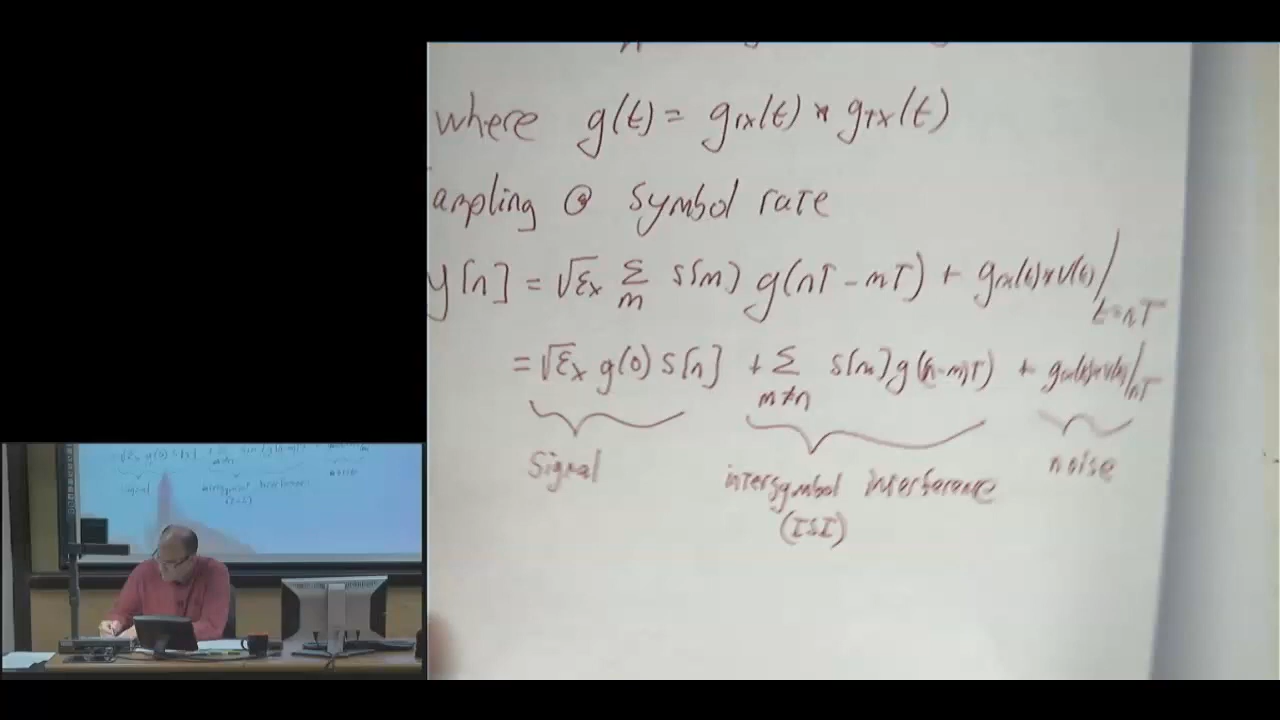 where g(t) = grx(t) * gTx(t)
ampling @ symbol rate
y[n] = √Ex Σ s[m] g(nT - mT) + grx(t)*v(t)|
m
t=nT
= √Ex g(0) s[n] + Σ s[m] g((n-m)T) + grx(t)*v(t)|nT
m≠n
signal
intersymbol interference
(ISI)
noise